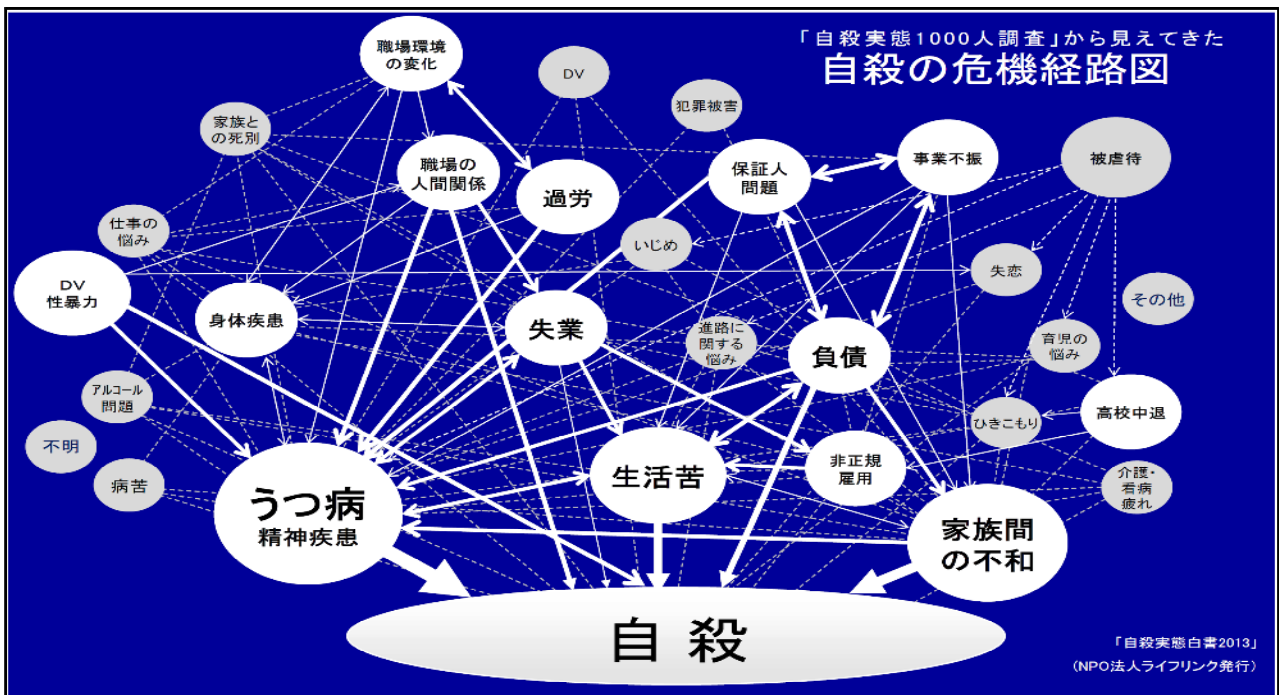 「自殺実態1000人調査」から見えてきた
自殺の危機経路図
職場環境
の変化
DV
犯罪被害
家族と
の死別
職場の
人間関係
過労
保証人
問題
事業不振
被虐待
仕事の
悩み
いじめ
失恋
DV
性暴力
その他
身体疾患
失業
進路に
関する
悩み
負債
育児の
悩み
アルコール
問題
高校中退
ひきこもり
不明
病苦
うつ病
精神疾患
生活苦
非正規
雇用
介護・
看病
疲れ
家族間
の不和
自殺
「自殺実態白書2013」
(NPO法人ライフリンク発行)